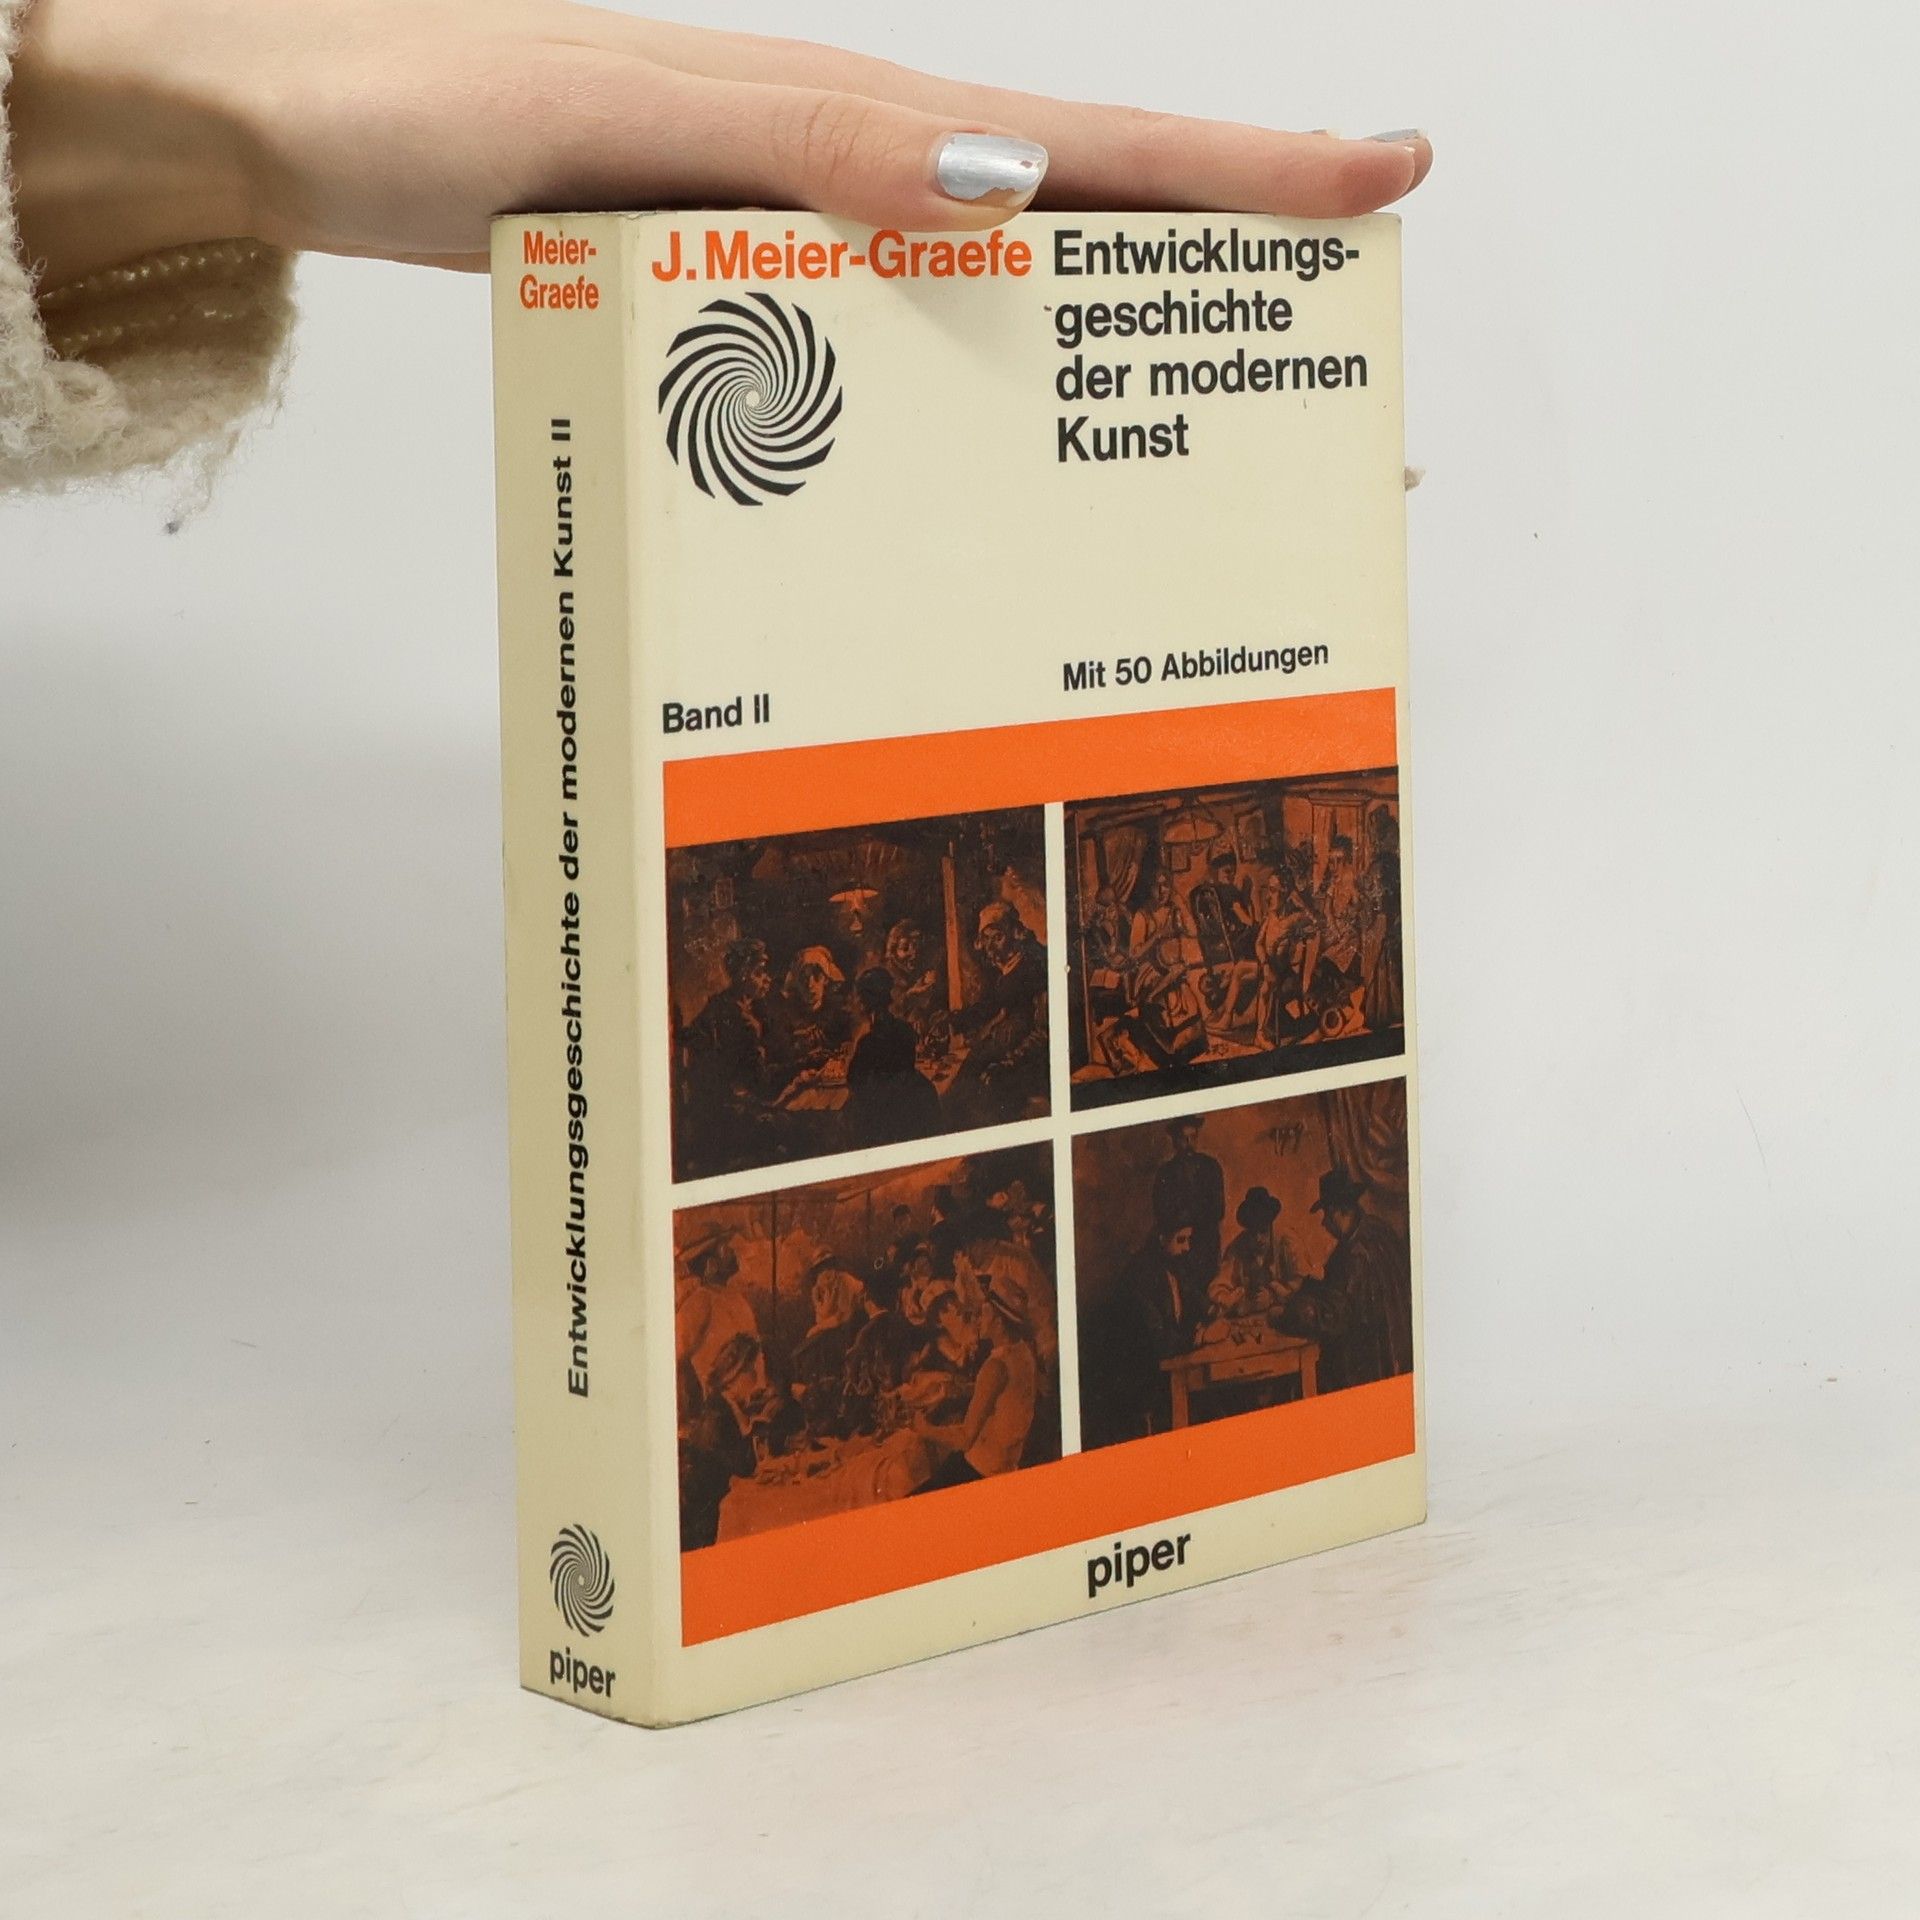 Meier-
Graefe
Entwicklungsgeschichte der modernen Kunst II
piper
J. Meier-Graefe
Entwicklungs-
geschichte
der modernen
Kunst
Mit 50 Abbildungen
Band II
piper